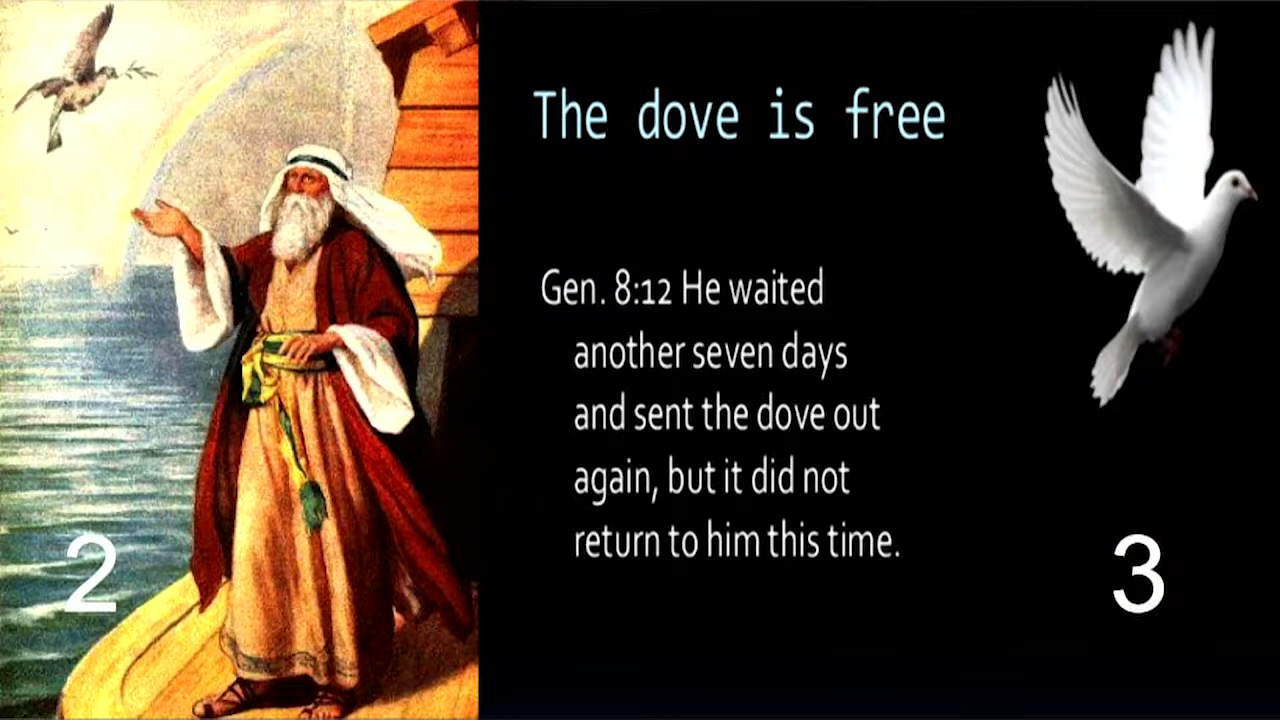 The dove is free
Gen. 8:12 He waited
another seven days
and sent the dove out
again, but it did not
return to him this time.
2
3